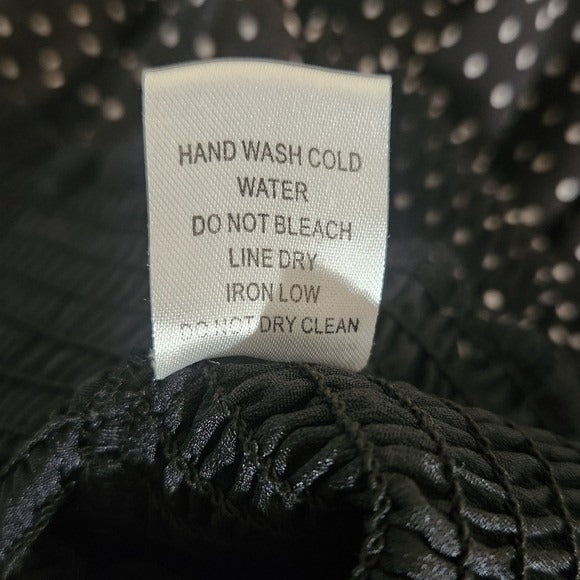 HAND WASH COLD
WATER
DO NOT BLEACH
LINE DRY
IRON LOW
DO NOT DRY CLEAN